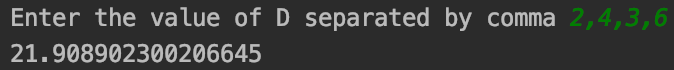 Enter the value of D separated by comma 2,4,3,6
21.908902300206645